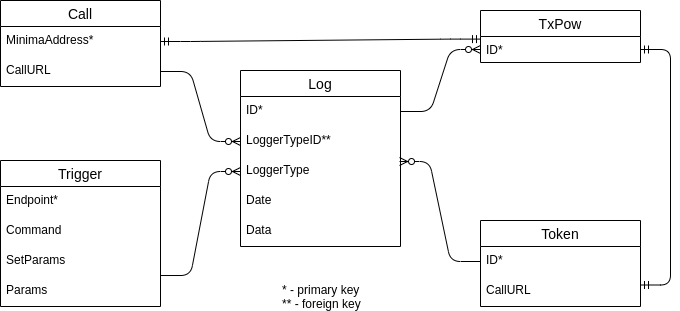 Call
MinimaAddress*
CallURL
TxPow
ID*
Log
ID*
LoggerTypeID**
LoggerType
Date
Data
Trigger
Endpoint*
Command
SetParams
Params
Token
ID*
CallURL
* - primary key
** - foreign key